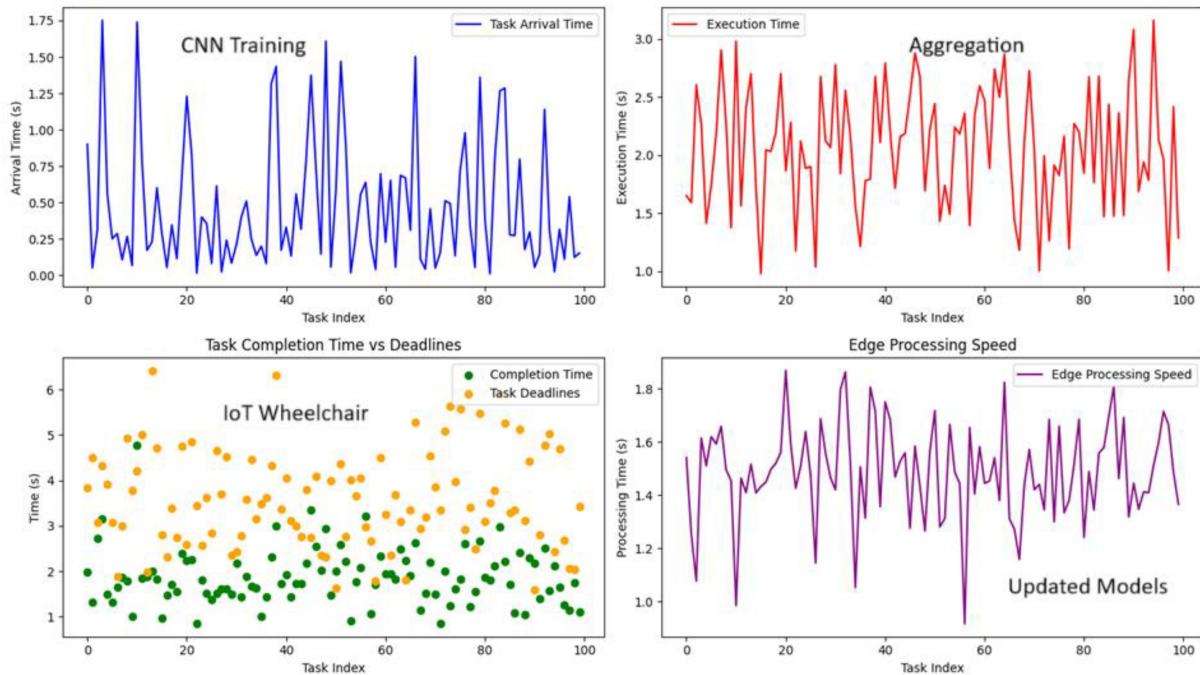 Task Arrival Time
CNN Training
1.75
1.50
1.25
1.00
0.75
0.50
0.25
0.00
Arrival Time (s)
0 20 40 60 80 100
Task Index
Execution Time
Aggregation
3.0
2.5
2.0
1.5
1.0
Execution Time (s)
0 20 40 60 80 100
Task Index
Task Completion Time vs Deadlines
Completion Time
Task Deadlines
IoT Wheelchair
6
5
4
3
2
1
Time (s)
0 20 40 60 80 100
Task Index
Edge Processing Speed
Edge Processing Speed
1.8
1.6
1.4
1.2
1.0
Processing Time (s)
Updated Models
0 20 40 60 80 100
Task Index